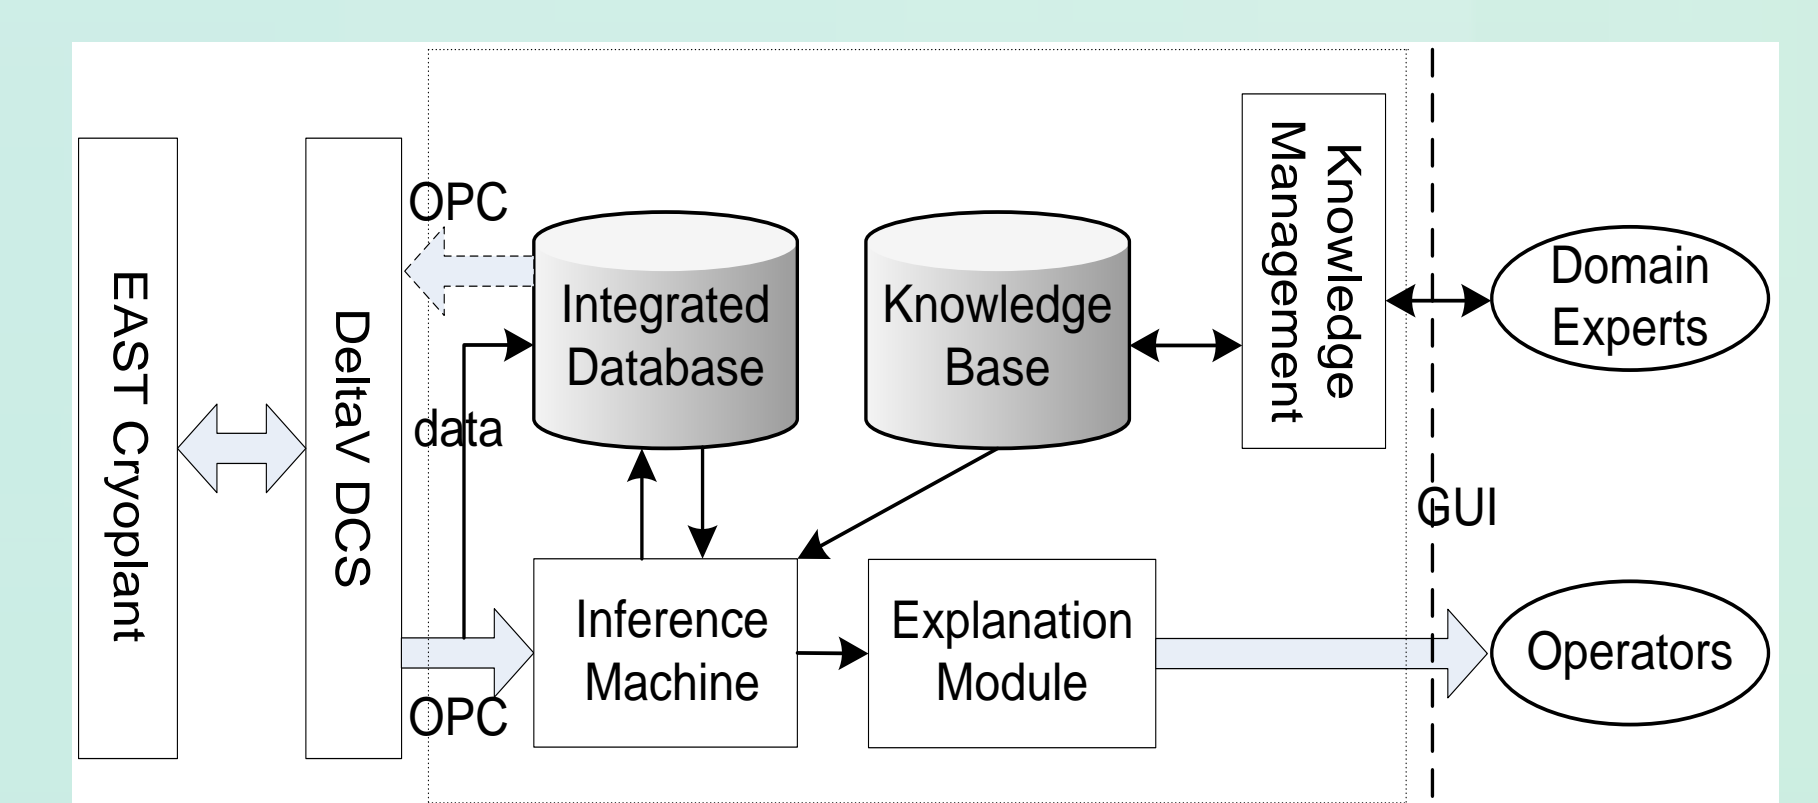 EAST Cryoplant
DeltaV DCS
OPC
data
OPC
Integrated
Database
Knowledge
Base
Inference
Machine
Explanation
Module
Knowledge
Management
GUI
Domain
Experts
Operators